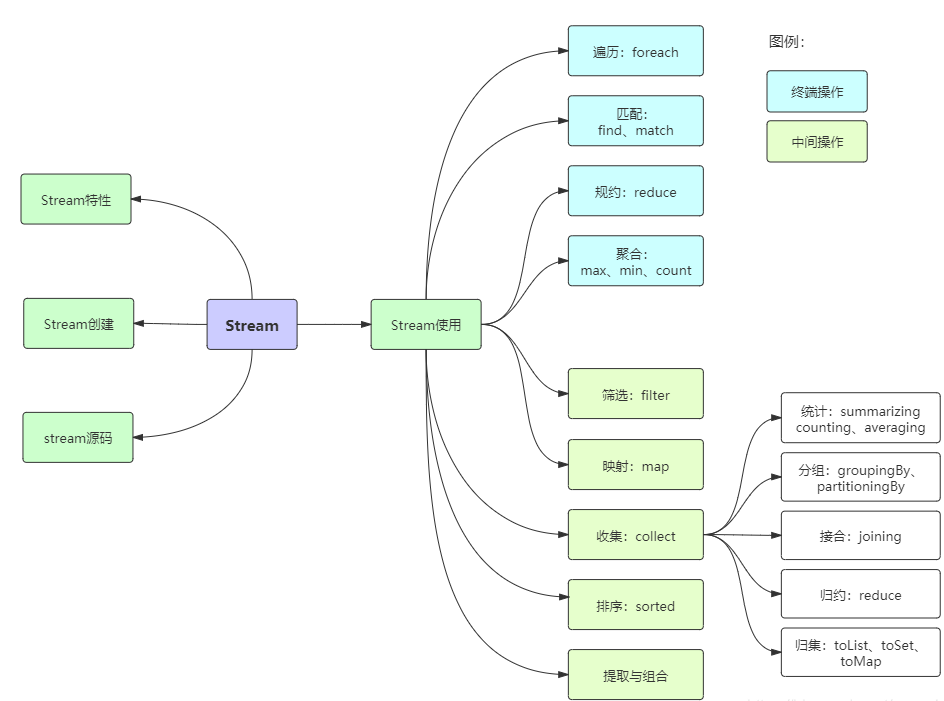 图例：
终端操作
中间操作
Stream特性
Stream创建
stream源码
Stream
Stream使用
遍历：foreach
匹配：
find、match
规约：reduce
聚合：
max、min、count
筛选：filter
映射：map
收集：collect
排序：sorted
提取与组合
统计：summarizing
counting、averaging
分组：groupingBy、
partitioningBy
接合：joining
归约：reduce
归集：toList、toSet、
toMap